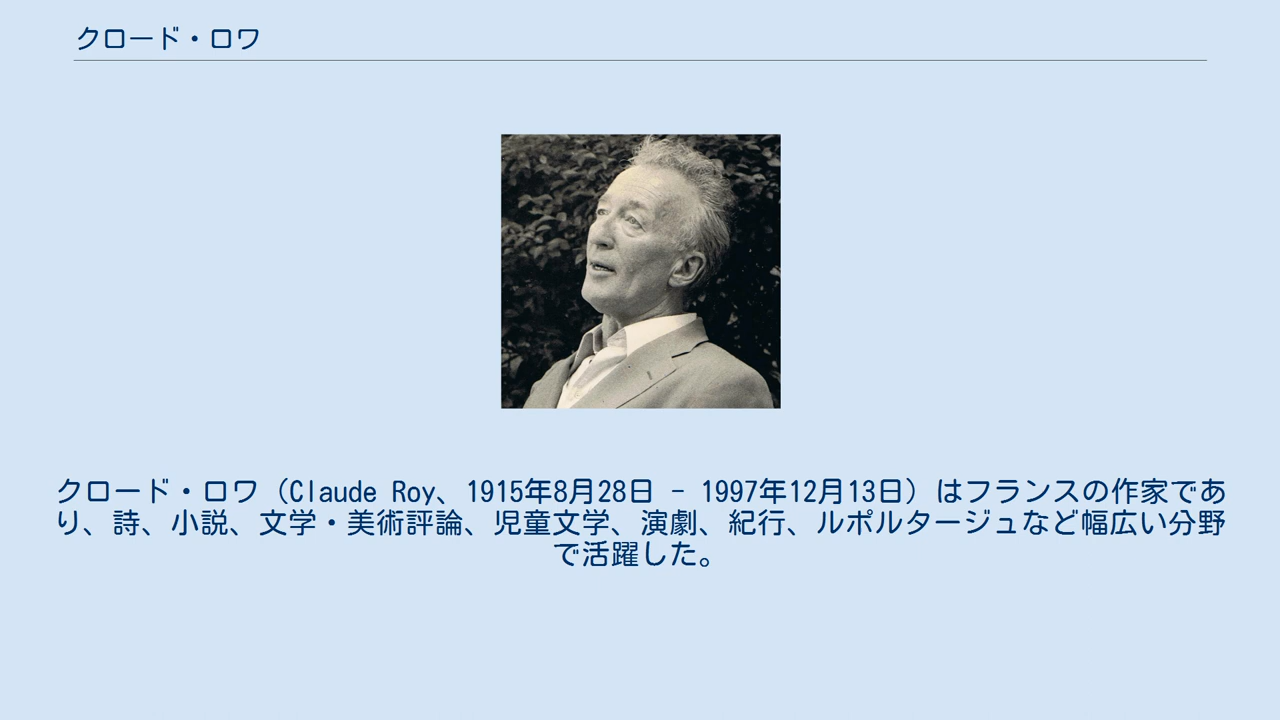 クロード・ロワ
クロード・ロワ（Claude Roy、1915年8月28日 - 1997年12月13日）はフランスの作家であ
り、詩、小説、文学・美術評論、児童文学、演劇、紀行、ルポルタージュなど幅広い分野
で活躍した。